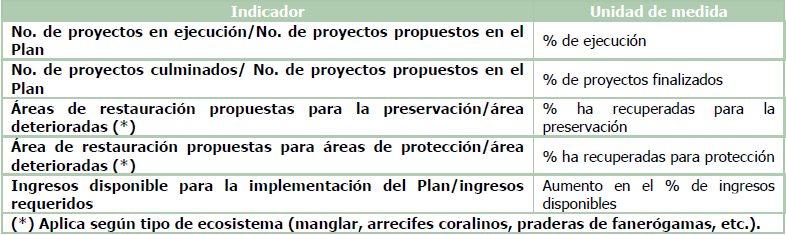 Indicador Unidad de medida
No. de proyectos en ejecución/No. de proyectos propuestos en el
Plan
% de ejecución
No. de proyectos culminados/ No. de proyectos propuestos en el
Plan
% de proyectos finalizados
Áreas de restauración propuestas para la preservación/área
deterioradas (*)
% ha recuperadas para la
preservación
Área de restauración propuestas para áreas de protección/área
deterioradas (*)
% ha recuperadas para protección
Ingresos disponible para la implementación del Plan/ingresos
requeridos
Aumento en el % de ingresos
disponibles
(*) Aplica según tipo de ecosistema (manglar, arrecifes coralinos, praderas de fanerógamas, etc.).